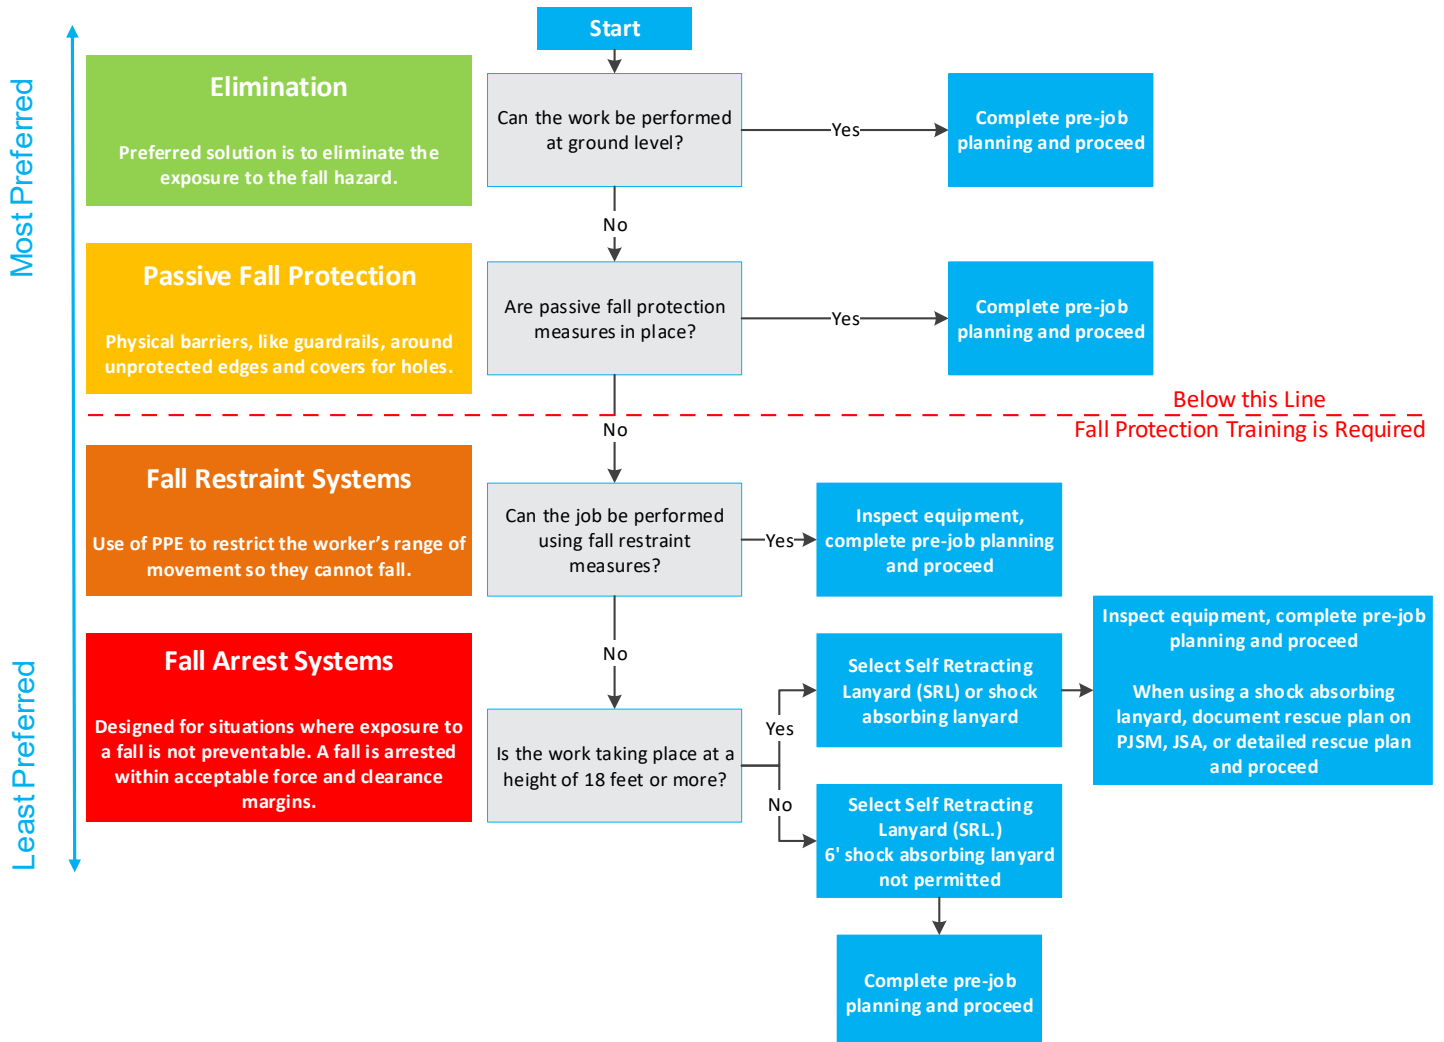 Start
Most Preferred
Elimination
Preferred solution is to eliminate the
exposure to the fall hazard.
Can the work be performed
at ground level?
Yes
Complete pre-job
planning and proceed
No
Passive Fall Protection
Physical barriers, like guardrails, around
unprotected edges and covers for holes.
Are passive fall protection
measures in place?
Yes
Complete pre-job
planning and proceed
Below this Line
Fall Protection Training is Required
No
Fall Restraint Systems
Use of PPE to restrict the worker’s range of
movement so they cannot fall.
Can the job be performed
using fall restraint
measures?
Yes
Inspect equipment,
complete pre-job planning
and proceed
No
Least Preferred
Fall Arrest Systems
Designed for situations where exposure to
a fall is not preventable. A fall is arrested
within acceptable force and clearance
margins.
Is the work taking place at a
height of 18 feet or more?
Yes
Select Self Retracting
Lanyard (SRL) or shock
absorbing lanyard
Inspect equipment, complete pre-job
planning and proceed
When using a shock absorbing
lanyard, document rescue plan on
PJSM, JSA, or detailed rescue plan
and proceed
No
Select Self Retracting
Lanyard (SRL.)
6' shock absorbing lanyard
not permitted
Complete pre-job
planning and proceed